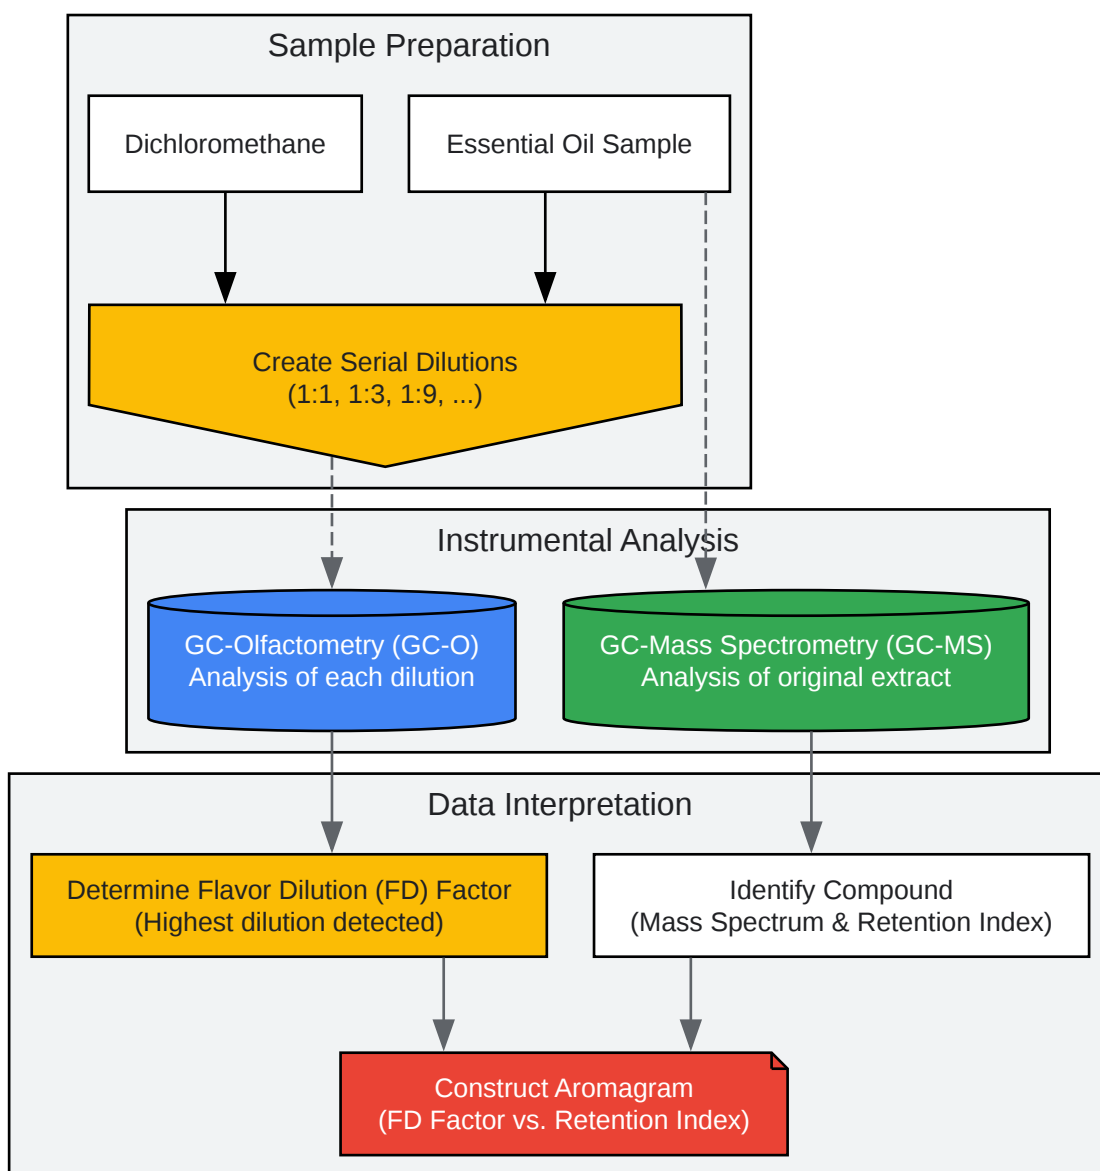 Sample Preparation
Dichloromethane
Essential Oil Sample
Create Serial Dilutions
(1:1, 1:3, 1:9, ...)
Instrumental Analysis
GC-Olfactometry (GC-O)
Analysis of each dilution
GC-Mass Spectrometry (GC-MS)
Analysis of original extract
Data Interpretation
Determine Flavor Dilution (FD) Factor
(Highest dilution detected)
Identify Compound
(Mass Spectrum & Retention Index)
Construct Aromagram
(FD Factor vs. Retention Index)